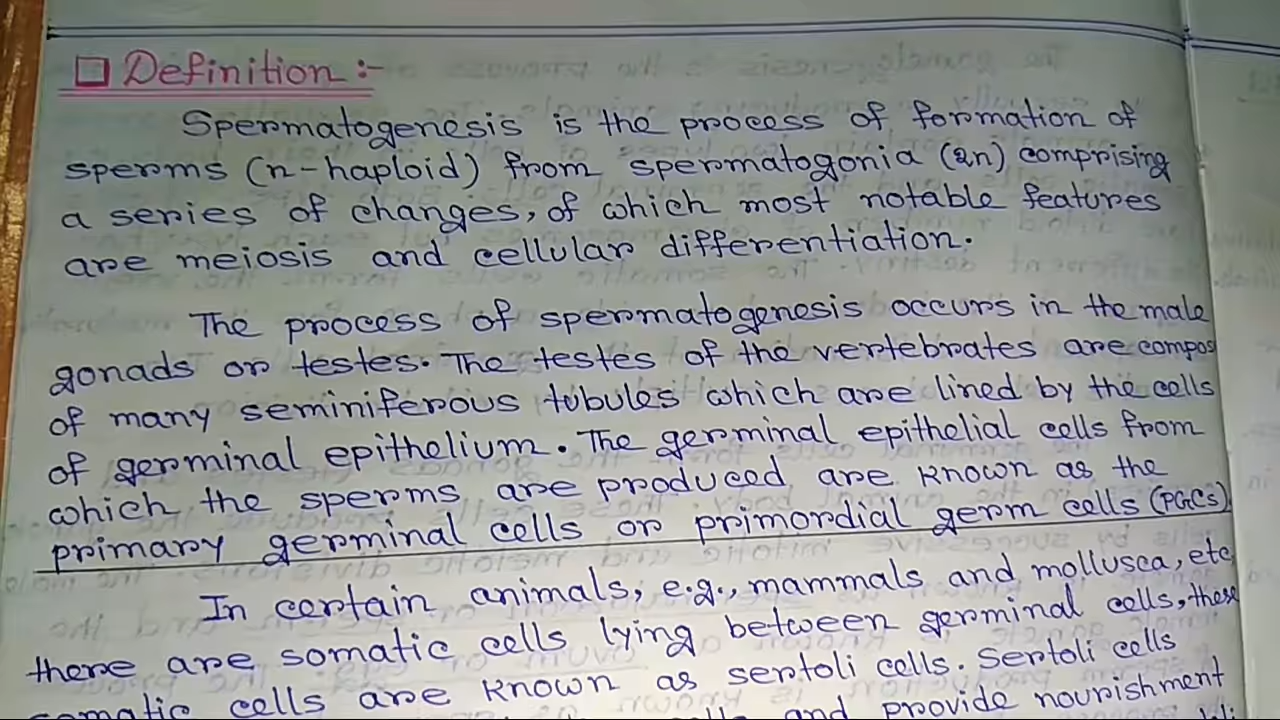 Definition :-
Spermatogenesis is the process of formation of
sperms (n-haploid) from spermatogonia (2n) comprising
a series of changes, of which most notable features
are meiosis and cellular differentiation.
The process of spermatogenesis occurs in the male
gonads or testes. The testes of the vertebrates are compos
of many seminiferous tubules which are lined by the cells
of germinal epithelium. The germinal epithelial cells from
which the sperms are produced are known as the
primary germinal cells or primordial germ cells (PGCs).
In certain animals, e.g., mammals and mollusca, etc
there are somatic cells lying between germinal cells, these
somatic cells are known as sertoli cells. Sertoli cells
and provide nourishment